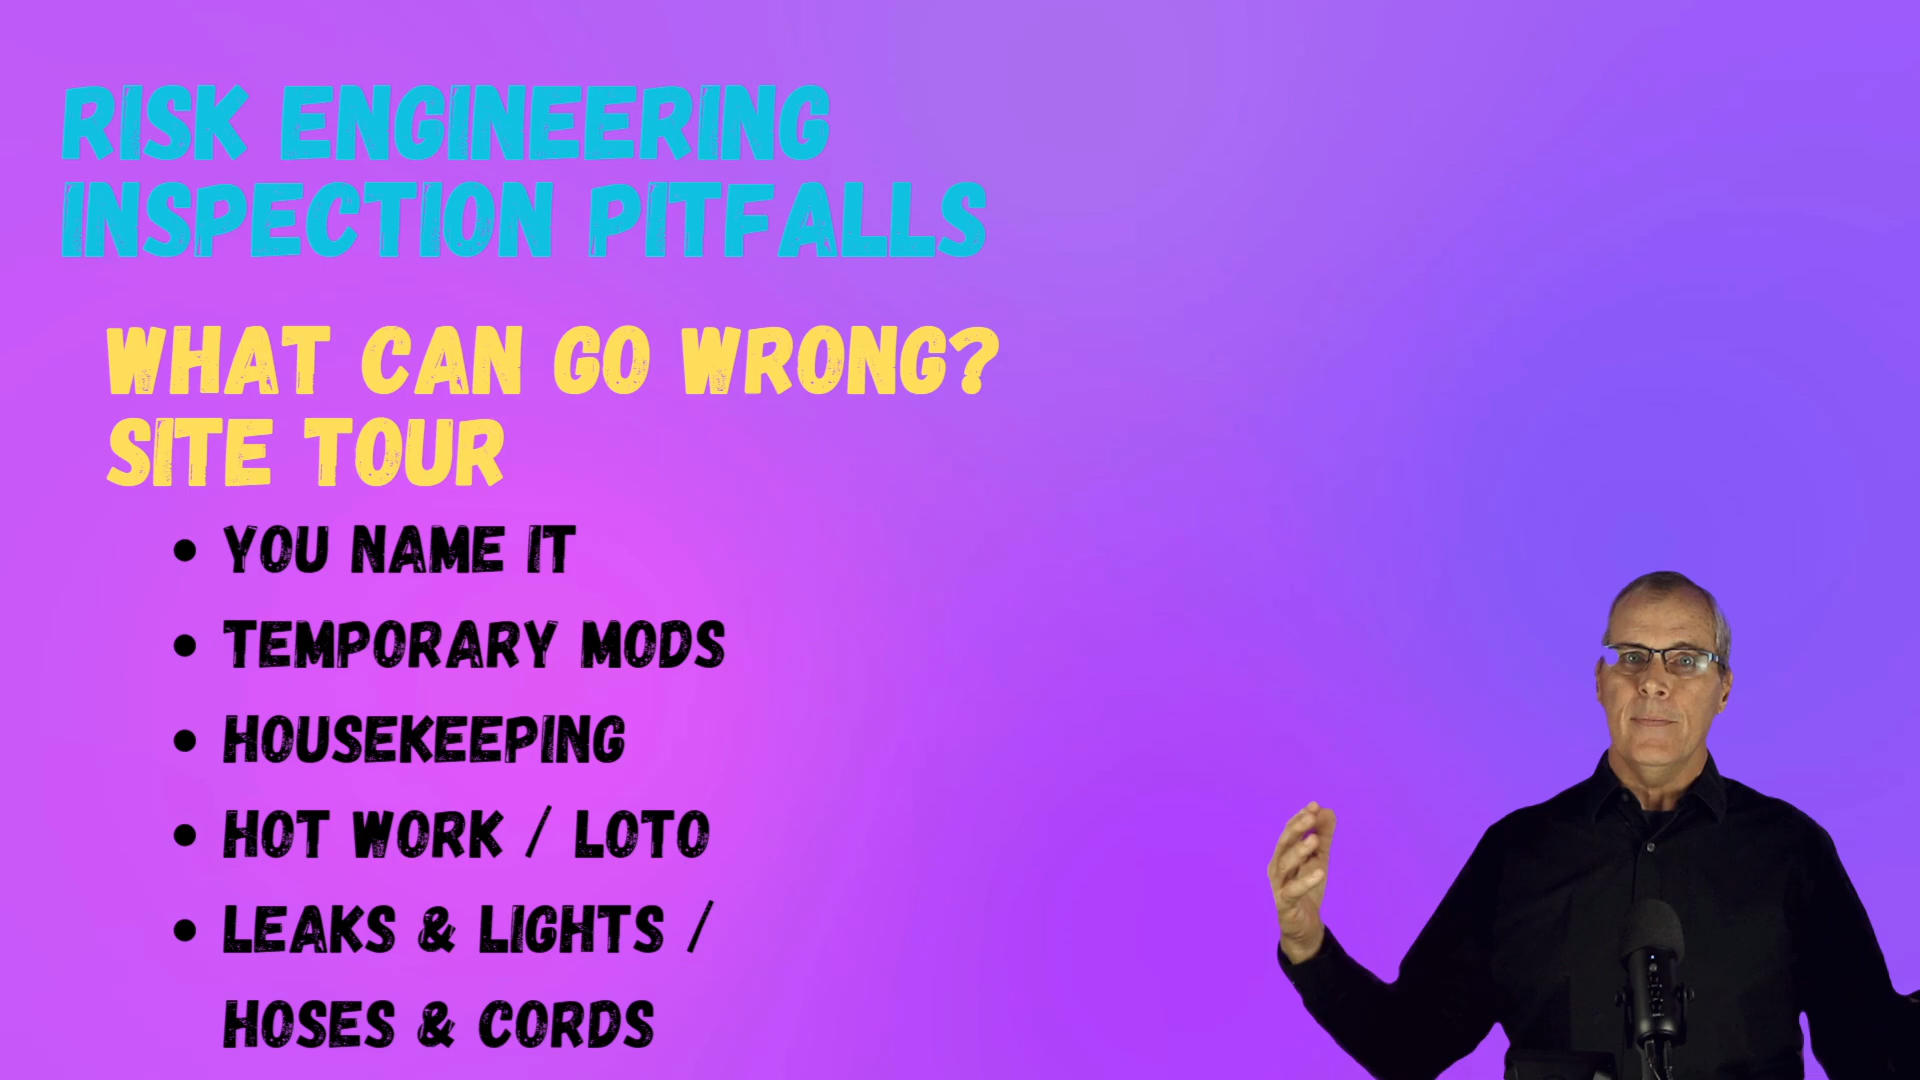 RISK ENGINEERING
INSPECTION PITFALLS
WHAT CAN GO WRONG?
SITE TOUR
• YOU NAME IT
• TEMPORARY MODS
• HOUSEKEEPING
• HOT WORK / LOTO
• LEAKS & LIGHTS /
HOSES & CORDS